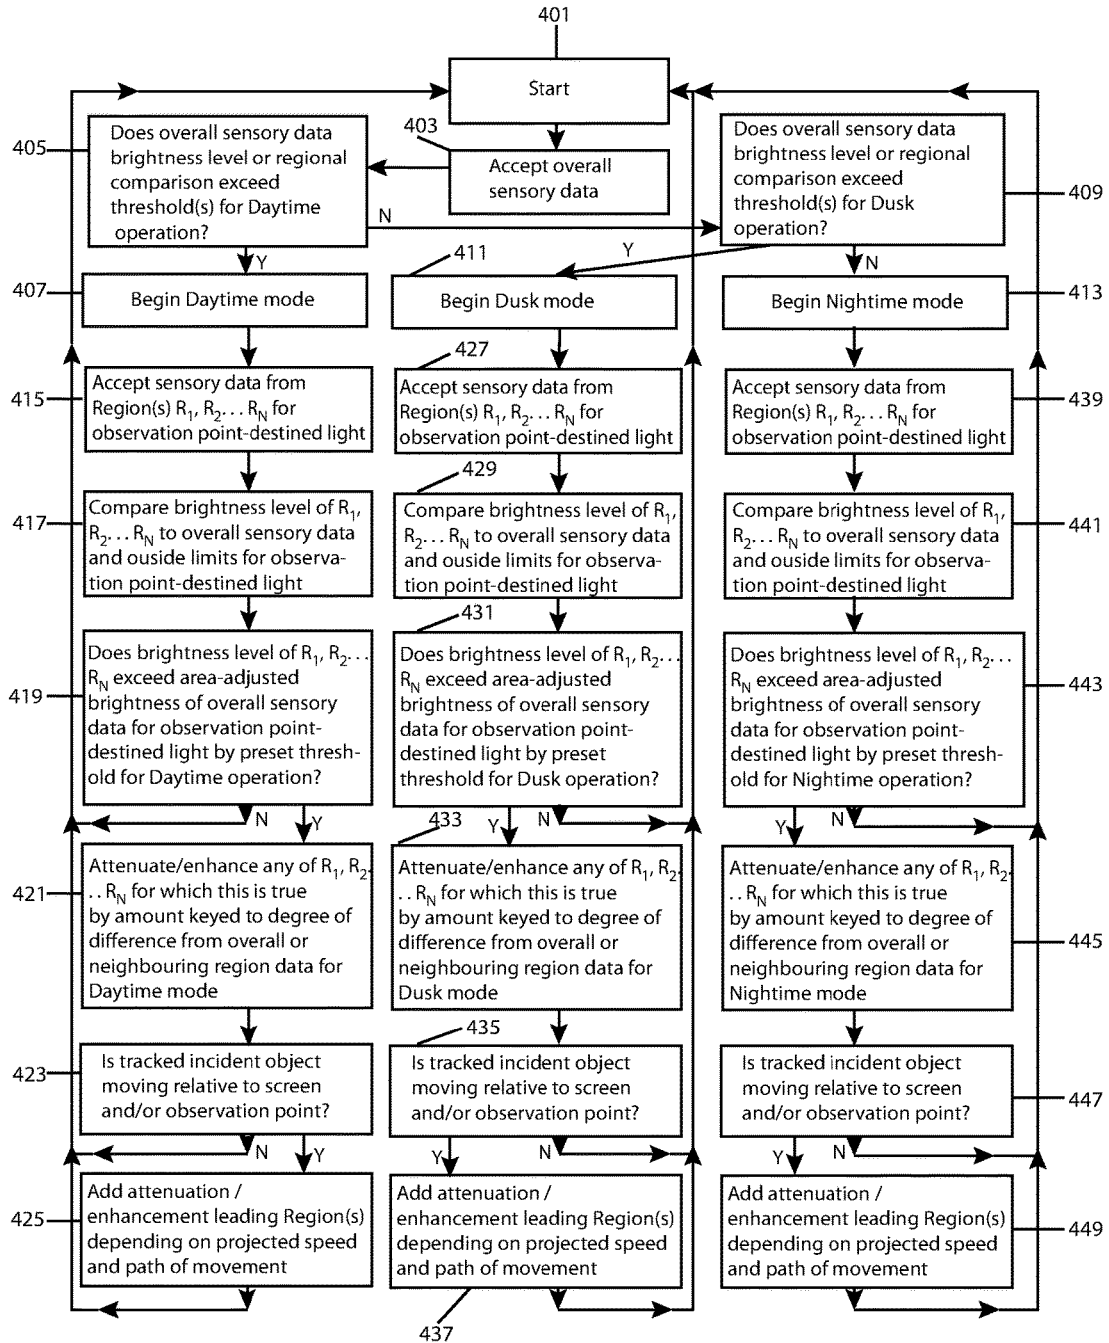 401
Start
403
Accept overall
sensory data
405
Does overall sensory data
brightness level or regional
comparison exceed
threshold(s) for Daytime
operation?
N
Y
Does overall sensory data
brightness level or regional
comparison exceed
threshold(s) for Dusk
operation?
409
Y
N
407
Begin Daytime mode
411
Begin Dusk mode
Begin Nightime mode
413
415
Accept sensory data from
Region(s) R₁, R₂... R_N for
observation point-destined light
417
Compare brightness level of R₁,
R₂... R_N to overall sensory data
and ouside limits for observa-
tion point-destined light
419
Does brightness level of R₁, R₂...
R_N exceed area-adjusted
brightness of overall sensory
data for observation point-
destined light by preset thresh-
old for Daytime operation?
N
Y
421
Attenuate/enhance any of R₁, R₂.
.. R_N for which this is true
by amount keyed to degree of
difference from overall or
neighbouring region data for
Daytime mode
423
Is tracked incident object
moving relative to screen
and/or observation point?
N
Y
425
Add attenuation /
enhancement leading Region(s)
depending on projected speed
and path of movement
427
Accept sensory data from
Region(s) R₁, R₂... R_N for
observation point-destined light
429
Compare brightness level of R₁,
R₂... R_N to overall sensory data
and ouside limits for observa-
tion point-destined light
431
Does brightness level of R₁, R₂...
R_N exceed area-adjusted
brightness of overall sensory
data for observation point-
destined light by preset
threshold for Dusk operation?
Y
N
433
Attenuate/enhance any of R₁, R₂.
.. R_N for which this is true
by amount keyed to degree of
difference from overall or
neighbouring region data for
Dusk mode
435
Is tracked incident object
moving relative to screen
and/or observation point?
Y
N
Add attenuation /
enhancement leading Region(s)
depending on projected speed
and path of movement
437
Accept sensory data from
Region(s) R₁, R₂... R_N for
observation point-destined light
439
Compare brightness level of R₁,
R₂... R_N to overall sensory data
and ouside limits for observa-
tion point-destined light
441
Does brightness level of R₁, R₂...
R_N exceed area-adjusted
brightness of overall sensory
data for observation point-
destined light by preset thresh-
old for Nightime operation?
443
Y
N
Attenuate/enhance any of R₁, R₂.
.. R_N for which this is true
by amount keyed to degree of
difference from overall or
neighbouring region data for
Nightime mode
445
Is tracked incident object
moving relative to screen
and/or observation point?
447
Y
N
Add attenuation /
enhancement leading Region(s)
depending on projected speed
and path of movement
449